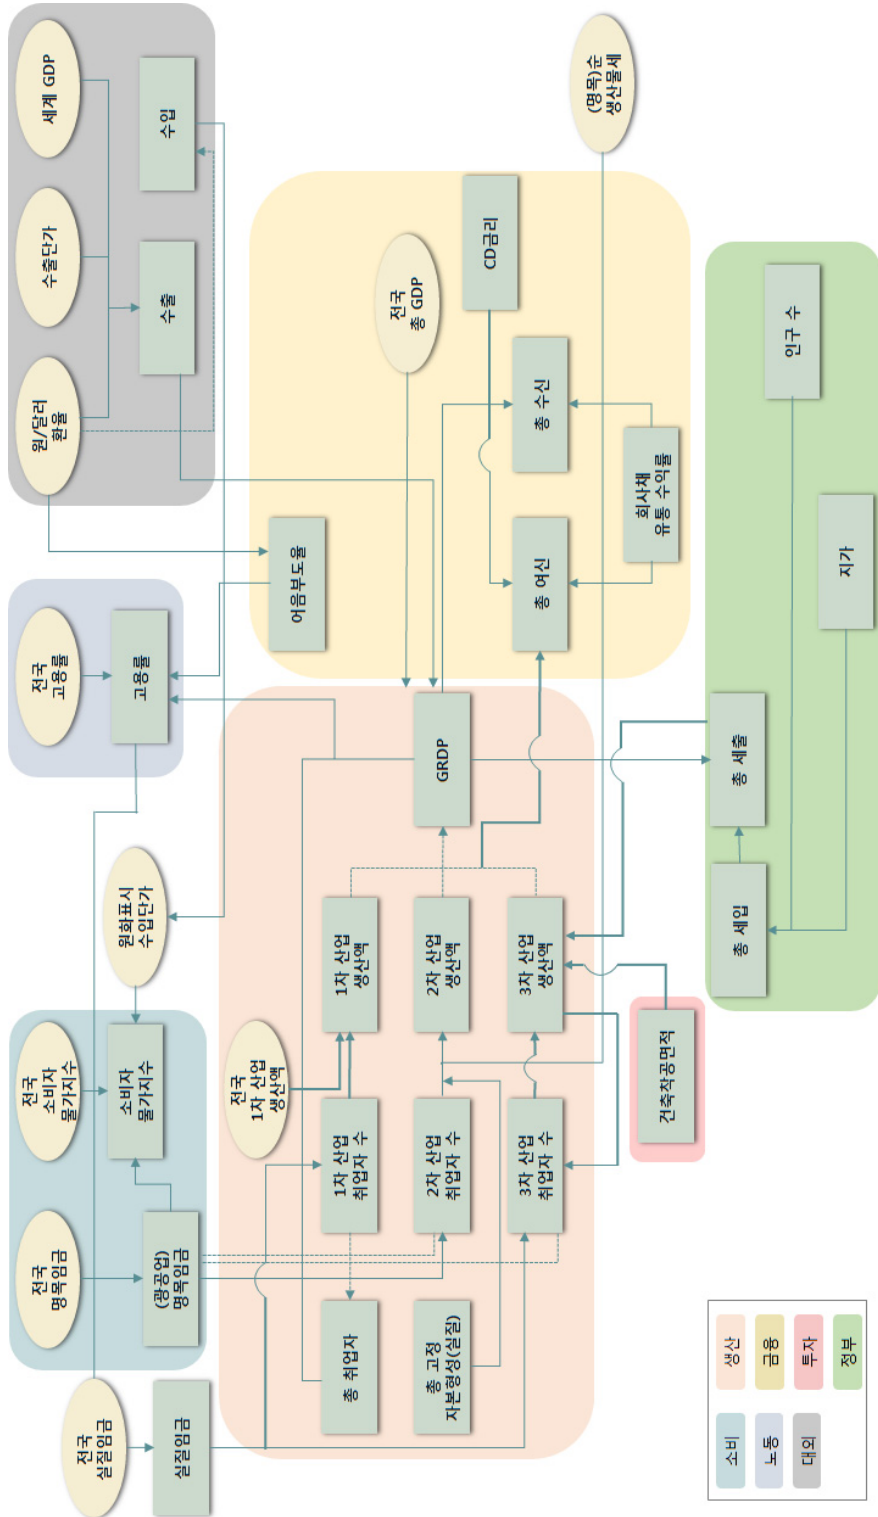 전국
실질임금
실질임금
전국
명목임금
(광공업)
명목임금
전국
소비자
물가지수
소비자
물가지수
원화표시
수입단가
전국
고용률
고용률
원/달러
환율
수출단가
세계 GDP
수출
수입
총 취업자
총 고정
자본형성(실질)
1차 산업
취업자 수
2차 산업
취업자 수
3차 산업
취업자 수
전국
1차 산업
생산액
1차 산업
생산액
2차 산업
생산액
3차 산업
생산액
GRDP
어음부도율
전국
총 GDP
CD금리
총 여신
총 수신
회사채
유통 수익률
(명목)순
생산물세
건축착공면적
총 세입
총 세출
지가
인구 수
소비
생산
노동
금융
대외
투자
정부